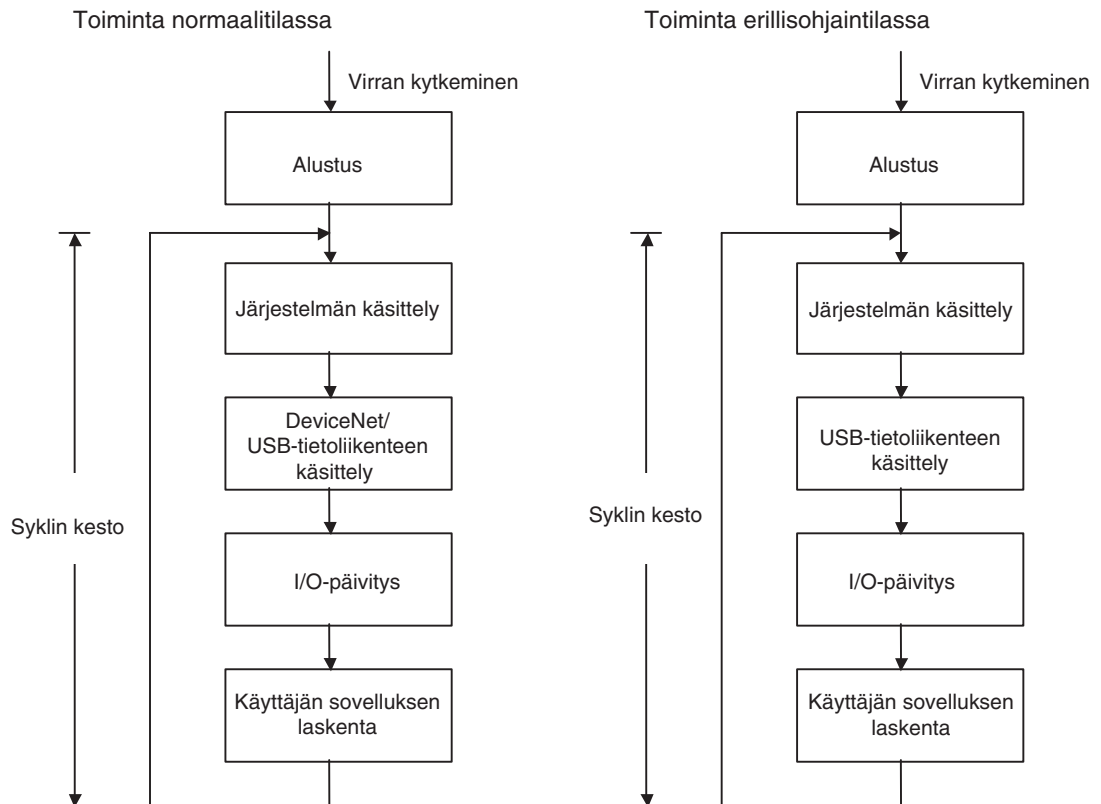 Toiminta normaalitilassa
Virran kytkeminen
Alustus
Järjestelmän käsittely
DeviceNet/
USB-tietoliikenteen
käsittely
Syklin kesto
I/O-päivitys
Käyttäjän sovelluksen
laskenta
Toiminta erillisohjaintilassa
Virran kytkeminen
Alustus
Järjestelmän käsittely
USB-tietoliikenteen
käsittely
Syklin kesto
I/O-päivitys
Käyttäjän sovelluksen
laskenta